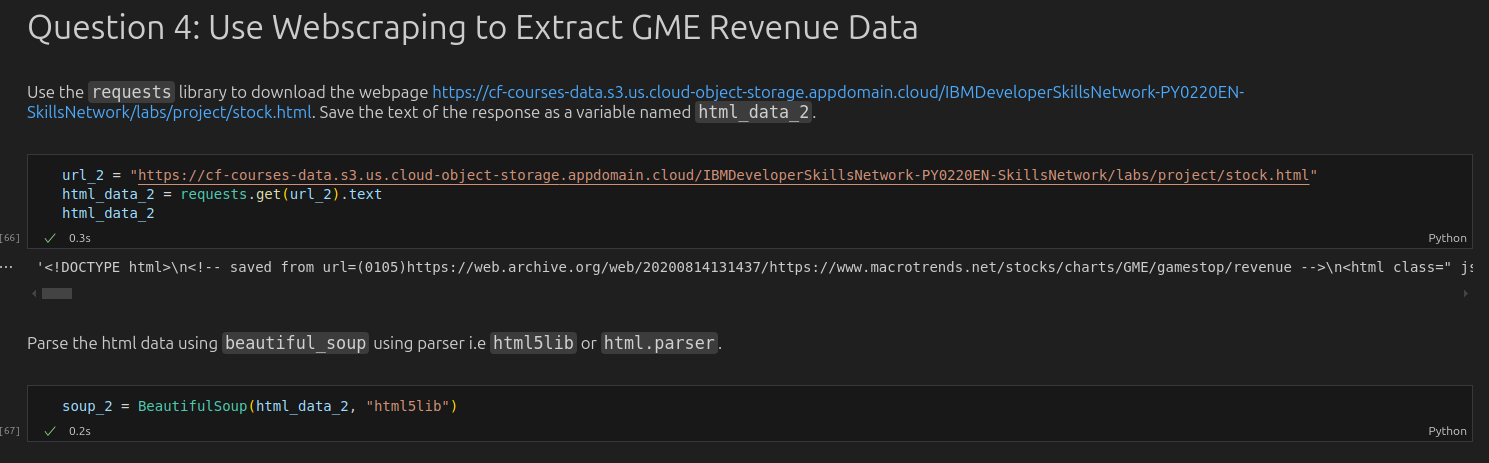 Question 4: Use Webscraping to Extract GME Revenue Data
Use the requests library to download the webpage https://cf-courses-data.s3.us.cloud-object-storage.appdomain.cloud/IBMDeveloperSkillsNetwork-PY0220EN-
SkillsNetwork/labs/project/stock.html. Save the text of the response as a variable named html_data_2.
url_2 = "https://cf-courses-data.s3.us.cloud-object-storage.appdomain.cloud/IBMDeveloperSkillsNetwork-PY0220EN-SkillsNetwork/labs/project/stock.html"
html_data_2 = requests.get(url_2).text
html_data_2
[66] ✓ 0.3s Python
... '<!DOCTYPE html>\n<!-- saved from url=(0105)https://web.archive.org/web/20200814131437/https://www.macrotrends.net/stocks/charts/GME/gamestop/revenue -->\n<html class=" js
Parse the html data using beautiful_soup using parser i.e html5lib or html.parser.
soup_2 = BeautifulSoup(html_data_2, "html5lib")
[67] ✓ 0.2s Python